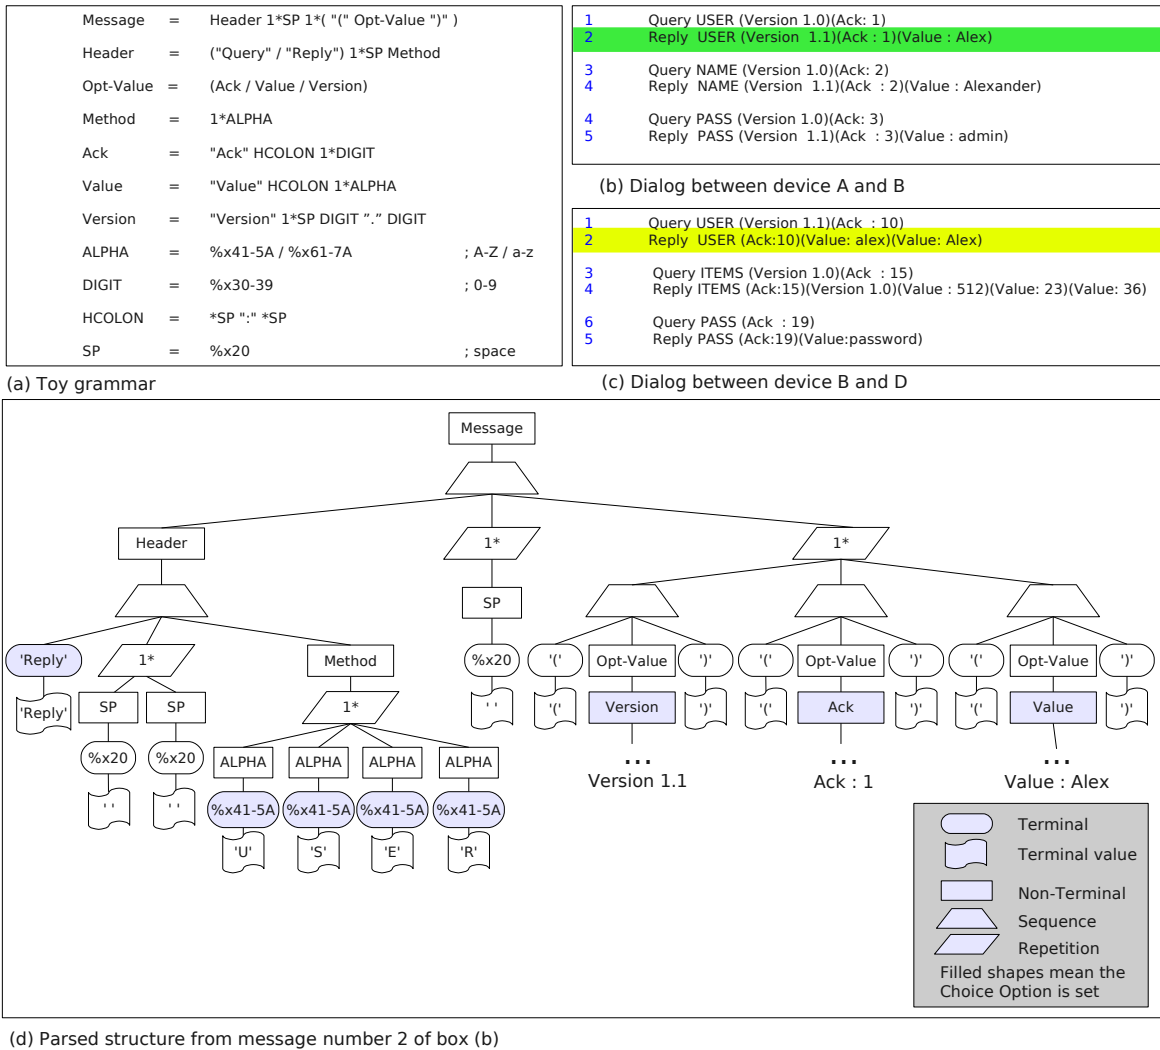 Message = Header 1*SP 1*( "(" Opt-Value ")" )
Header = ("Query" / "Reply") 1*SP Method
Opt-Value = (Ack / Value / Version)
Method = 1*ALPHA
Ack = "Ack" HCOLON 1*DIGIT
Value = "Value" HCOLON 1*ALPHA
Version = "Version" 1*SP DIGIT ”.” DIGIT
ALPHA = %x41-5A / %x61-7A ; A-Z / a-z
DIGIT = %x30-39 ; 0-9
HCOLON = *SP ":" *SP
SP = %x20 ; space
(a) Toy grammar
1 Query USER (Version 1.0)(Ack: 1)
2 Reply USER (Version 1.1)(Ack : 1)(Value : Alex)
3 Query NAME (Version 1.0)(Ack: 2)
4 Reply NAME (Version 1.1)(Ack : 2)(Value : Alexander)
4 Query PASS (Version 1.0)(Ack: 3)
5 Reply PASS (Version 1.1)(Ack : 3)(Value : admin)
(b) Dialog between device A and B
1 Query USER (Version 1.1)(Ack : 10)
2 Reply USER (Ack:10)(Value: alex)(Value: Alex)
3 Query ITEMS (Version 1.0)(Ack : 15)
4 Reply ITEMS (Ack:15)(Version 1.0)(Value : 512)(Value: 23)(Value: 36)
6 Query PASS (Ack : 19)
5 Reply PASS (Ack:19)(Value:password)
(c) Dialog between device B and D
Message
Header 1* 1*
SP
'Reply' 1* Method %x20 '(' Opt-Value ')' '(' Opt-Value ')' '(' Opt-Value ')'
'Reply' SP SP 1* ' ' '(' Version ')' '(' Ack ')' '(' Value ')'
%x20 %x20 ALPHA ALPHA ALPHA ALPHA ... ... ...
Version 1.1 Ack : 1 Value : Alex
' ' ' ' %x41-5A %x41-5A %x41-5A %x41-5A
'U' 'S' 'E' 'R'
Terminal
Terminal value
Non-Terminal
Sequence
Repetition
Filled shapes mean the
Choice Option is set
(d) Parsed structure from message number 2 of box (b)